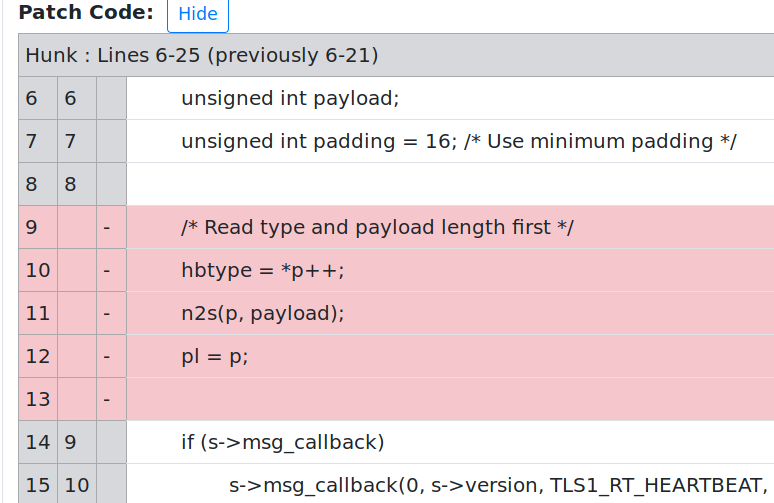 Patch Code: Hide
Hunk : Lines 6-25 (previously 6-21)
6 6 unsigned int payload;
7 7 unsigned int padding = 16; /* Use minimum padding */
8 8
9 - /* Read type and payload length first */
10 - hbtype = *p++;
11 - n2s(p, payload);
12 - pl = p;
13 -
14 9 if (s->msg_callback)
15 10 s->msg_callback(0, s->version, TLS1_RT_HEARTBEAT,